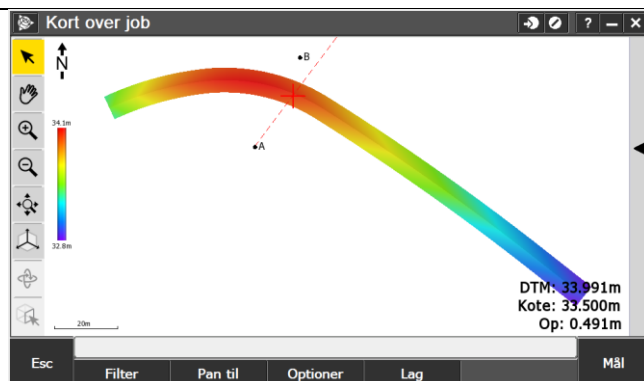 Kort over job
? — ×
N
B
34.1m
A
32.8m
DTM: 33.991m
Kote: 33.500m
20m
Op: 0.491m
Esc
Filter
Pan til
Optioner
Lag
Mål